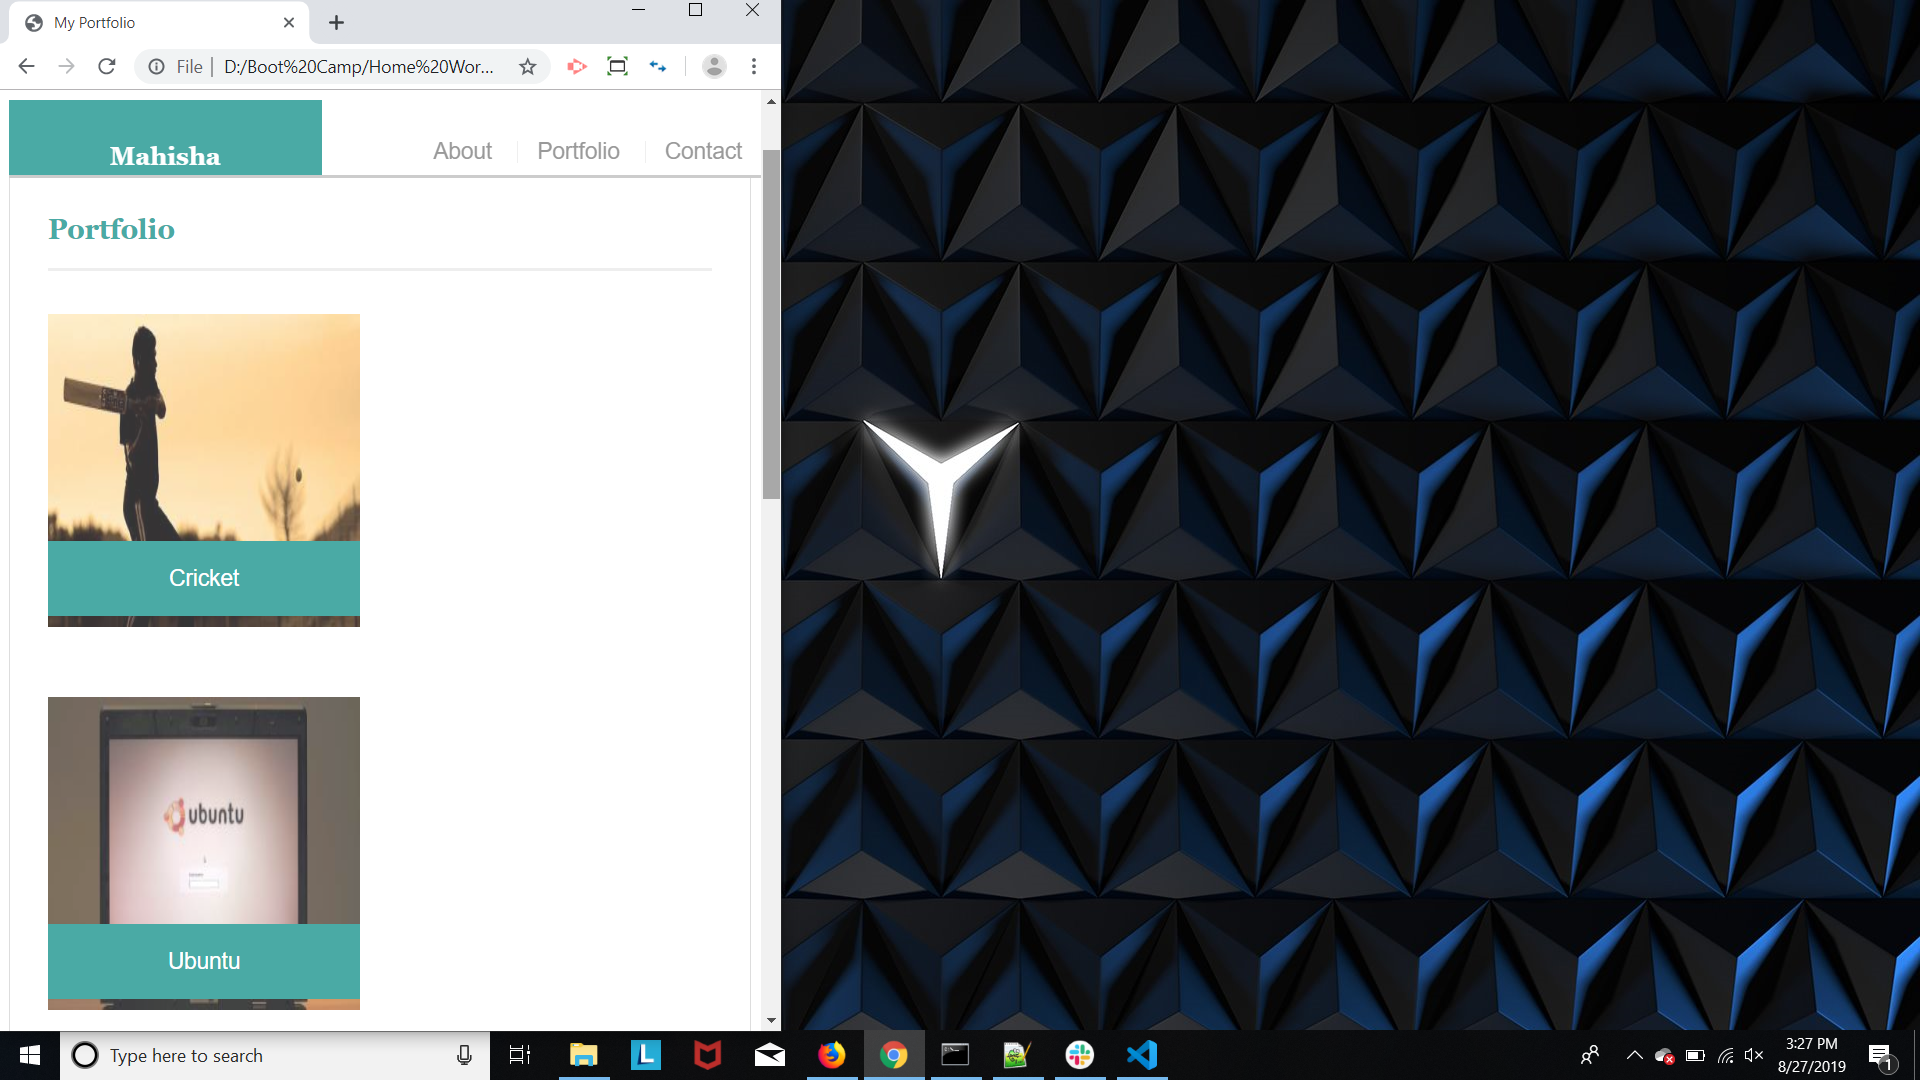 My Portfolio
File | D:/Boot%20Camp/Home%20Wor...
Mahisha
About
Portfolio
Contact
Portfolio
Cricket
ubuntu
Ubuntu
Type here to search
L
3:27 PM
8/27/2019
1